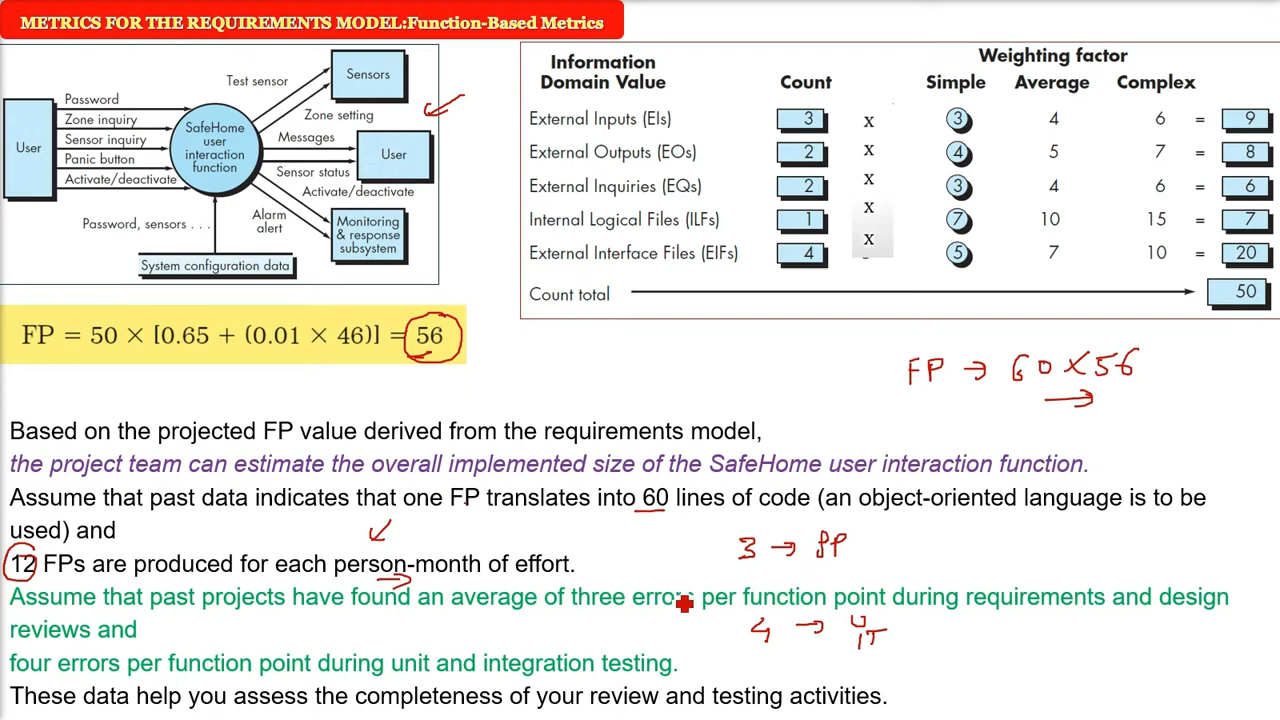 METRICS FOR THE REQUIREMENTS MODEL:Function-Based Metrics
User
Password
Zone inquiry
Sensor inquiry
Panic button
Activate/deactivate
SafeHome
user
interaction
function
Test sensor
Sensors
Zone setting
Messages
User
Sensor status
Activate/deactivate
Alarm
alert
Monitoring
& response
subsystem
Password, sensors . . .
System configuration data
Information
Domain Value
Count
Weighting factor
Simple Average Complex
External Inputs (EIs) 3 x 3 4 6 = 9
External Outputs (EOs) 2 x 4 5 7 = 8
External Inquiries (EQs) 2 x 3 4 6 = 6
Internal Logical Files (ILFs) 1 x 7 10 15 = 7
External Interface Files (EIFs) 4 x 5 7 10 = 20
Count total 50
FP = 50 × [0.65 + (0.01 × 46)] = 56
FP → 60 × 56
Based on the projected FP value derived from the requirements model,
the project team can estimate the overall implemented size of the SafeHome user interaction function.
Assume that past data indicates that one FP translates into 60 lines of code (an object-oriented language is to be
used) and
12 FPs are produced for each person-month of effort.
3 → FP
Assume that past projects have found an average of three errors per function point during requirements and design
reviews and
4 → U
IT
four errors per function point during unit and integration testing.
These data help you assess the completeness of your review and testing activities.